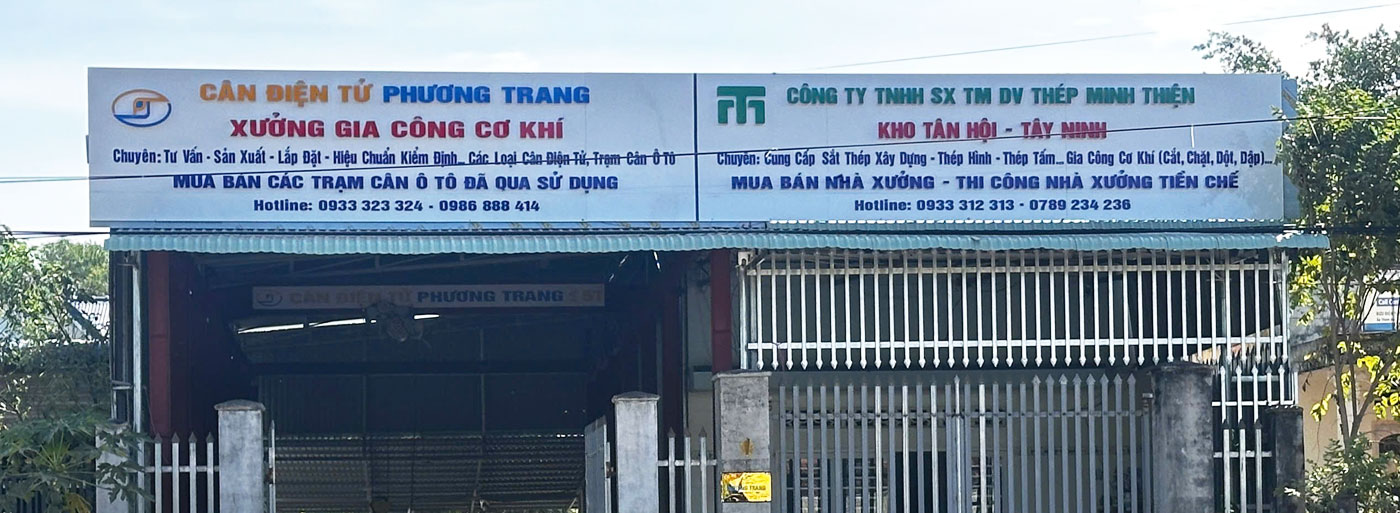 CÂN ĐIỆN TỬ PHƯƠNG TRANG
XƯỞNG GIA CÔNG CƠ KHÍ
Chuyên: Tư Vấn - Sản Xuất - Lắp Đặt - Hiệu Chuẩn Kiểm Định... Các Loại Cân Điện Tử, Trạm Cân Ô Tô
MUA BÁN CÁC TRẠM CÂN Ô TÔ ĐÃ QUA SỬ DỤNG
Hotline: 0933 323 324 - 0986 888 414
CÔNG TY TNHH SX TM DV THÉP MINH THIỆN
KHO TÂN HỘI - TÂY NINH
Chuyên: Cung Cấp Sắt Thép Xây Dựng - Thép Hình - Thép Tấm... Gia Công Cơ Khí (Cắt, Chặt, Dột, Dập)...
MUA BÁN NHÀ XƯỞNG - THI CÔNG NHÀ XƯỞNG TIỀN CHẾ
Hotline: 0933 312 313 - 0789 234 236
CÂN ĐIỆN TỬ PHƯƠNG TRANG
TRANG